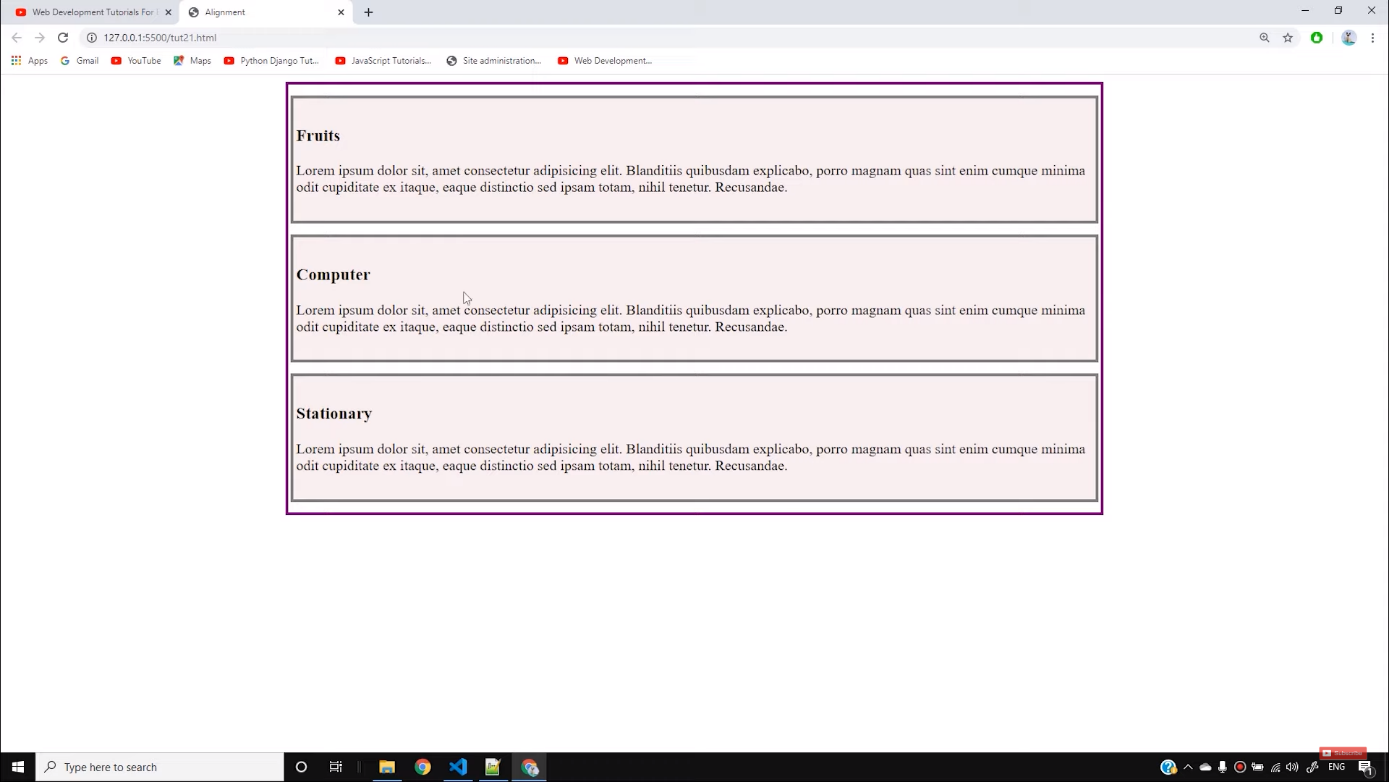 Web Development Tutorials For
Alignment
127.0.0.1:5500/tut21.html
Apps
Gmail
YouTube
Maps
Python Django Tut...
JavaScript Tutorials...
Site administration...
Web Development...
Fruits
Lorem ipsum dolor sit, amet consectetur adipisicing elit. Blanditiis quibusdam explicabo, porro magnam quas sint enim cumque minima
odit cupiditate ex itaque, eaque distinctio sed ipsam totam, nihil tenetur. Recusandae.
Computer
Lorem ipsum dolor sit, amet consectetur adipisicing elit. Blanditiis quibusdam explicabo, porro magnam quas sint enim cumque minima
odit cupiditate ex itaque, eaque distinctio sed ipsam totam, nihil tenetur. Recusandae.
Stationary
Lorem ipsum dolor sit, amet consectetur adipisicing elit. Blanditiis quibusdam explicabo, porro magnam quas sint enim cumque minima
odit cupiditate ex itaque, eaque distinctio sed ipsam totam, nihil tenetur. Recusandae.
Type here to search
ENG